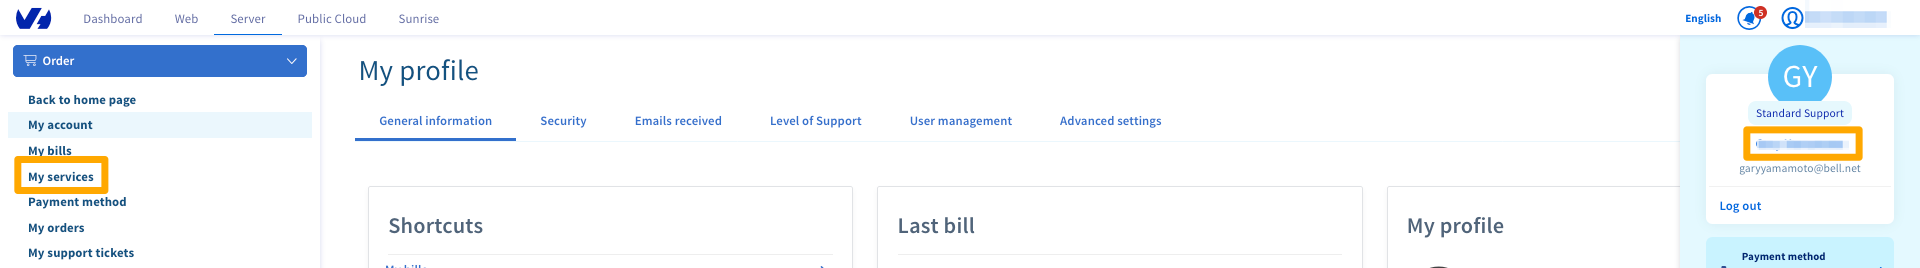 Dashboard Web Server Public Cloud Sunrise English 5
Order
Back to home page
My account
My bills
My services
Payment method
My orders
My support tickets
My profile
General information Security Emails received Level of Support User management Advanced settings
Shortcuts
My bills
Last bill
My profile
GY
Standard Support
garyyamamoto@bell.net
Log out
Payment method